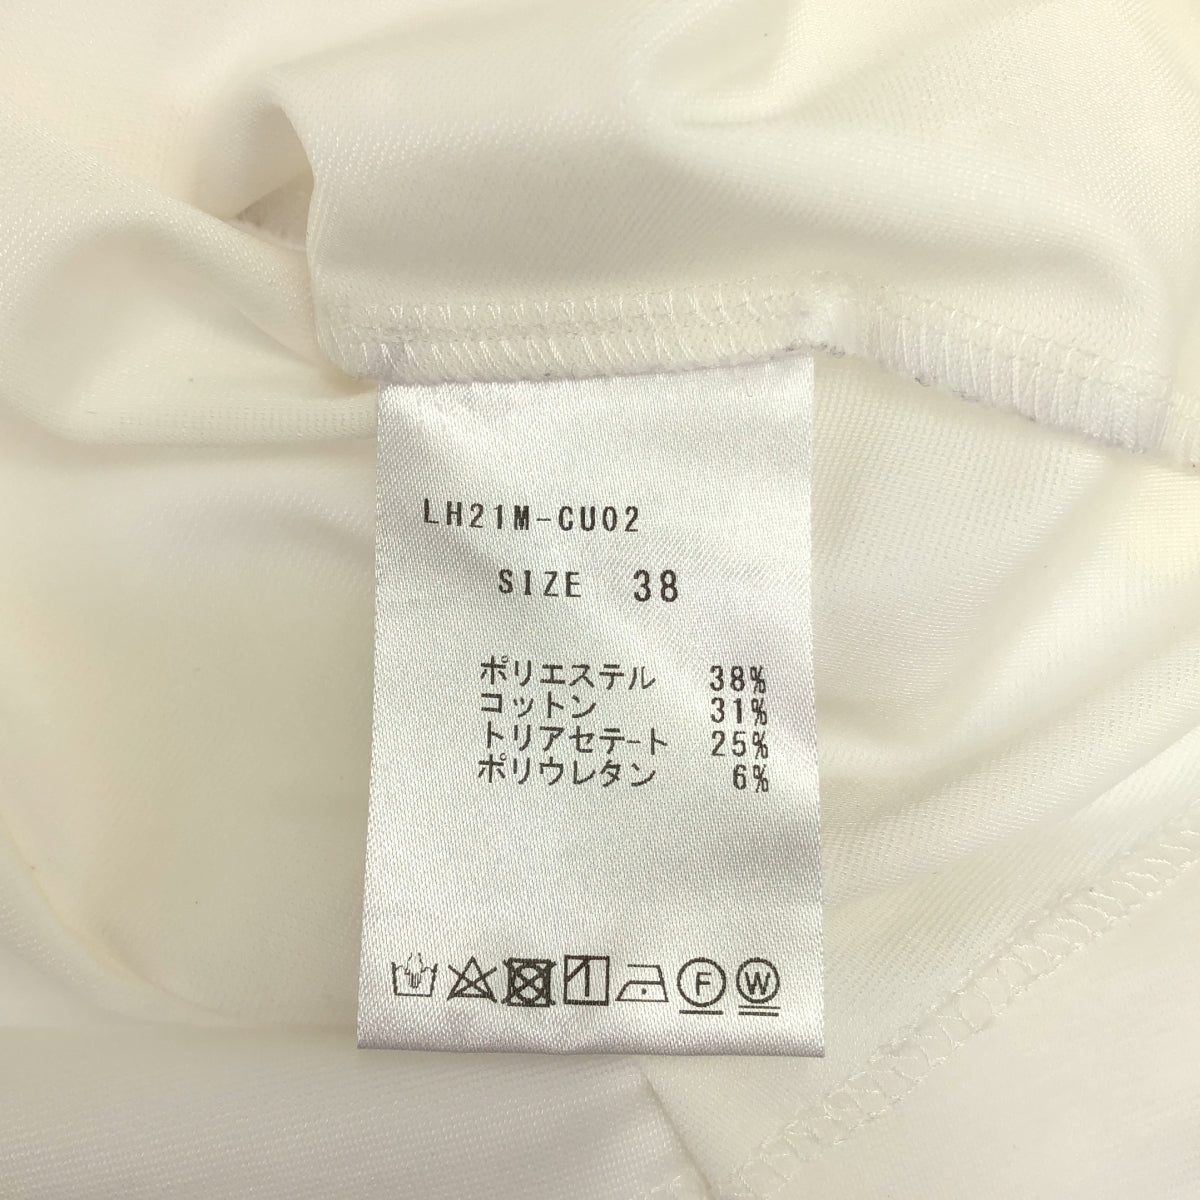 LH21M-CU02
SIZE 38
ポリエステル 38%
コットン 31%
トリアセテート 25%
ポリウレタン 6%
F W